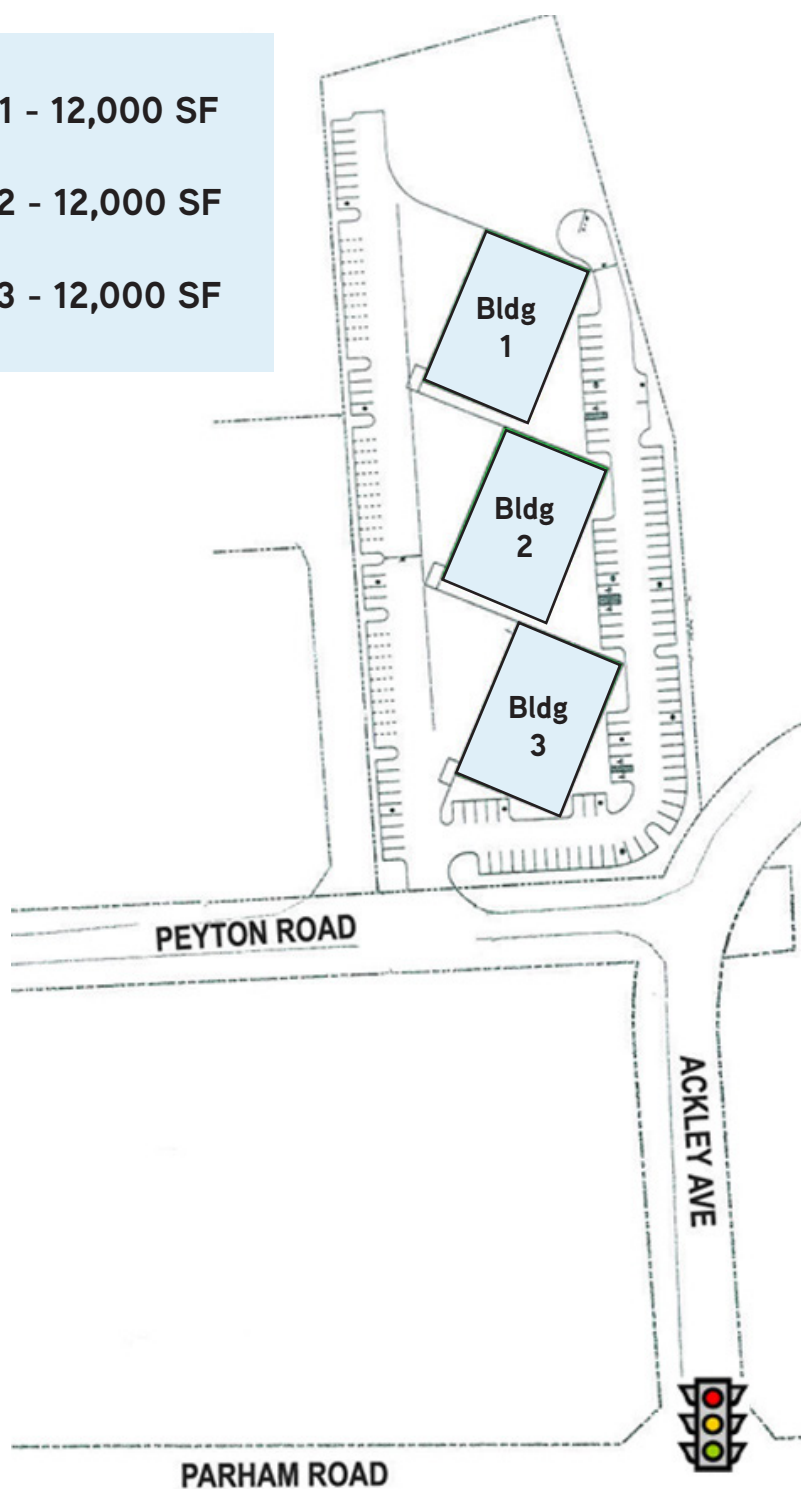 1 - 12,000 SF
2 - 12,000 SF
3 - 12,000 SF
Bldg
1
Bldg
2
Bldg
3
PEYTON ROAD
ACKLEY AVE
PARHAM ROAD